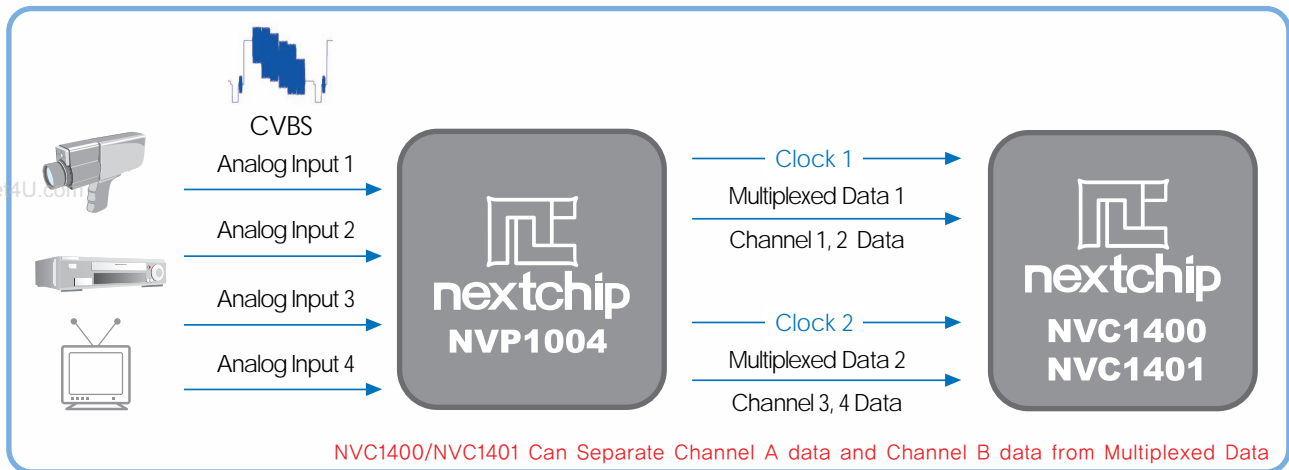 CVBS
Analog Input 1
Analog Input 2
Analog Input 3
Analog Input 4
nextchip
NVP1004
Clock 1
Multiplexed Data 1
Channel 1, 2 Data
Clock 2
Multiplexed Data 2
Channel 3, 4 Data
nextchip
NVC1400
NVC1401
et4U.com
NVC1400/NVC1401 Can Separate Channel A data and Channel B data from Multiplexed Data